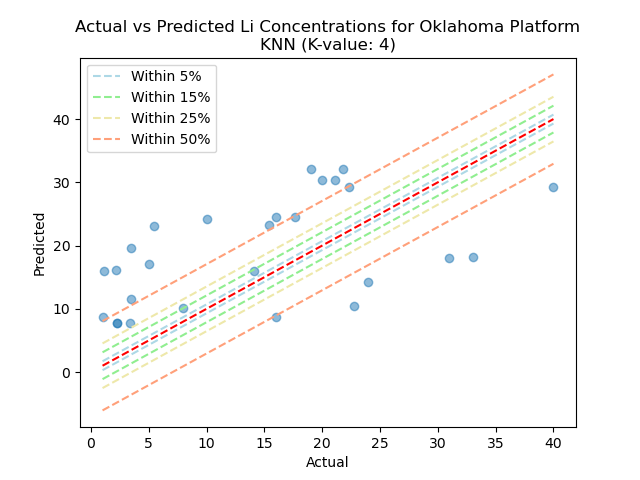 Actual vs Predicted Li Concentrations for Oklahoma Platform
KNN (K-value: 4)
Within 5%
Within 15%
Within 25%
Within 50%
40
30
20
10
0
Predicted
0 5 10 15 20 25 30 35 40
Actual